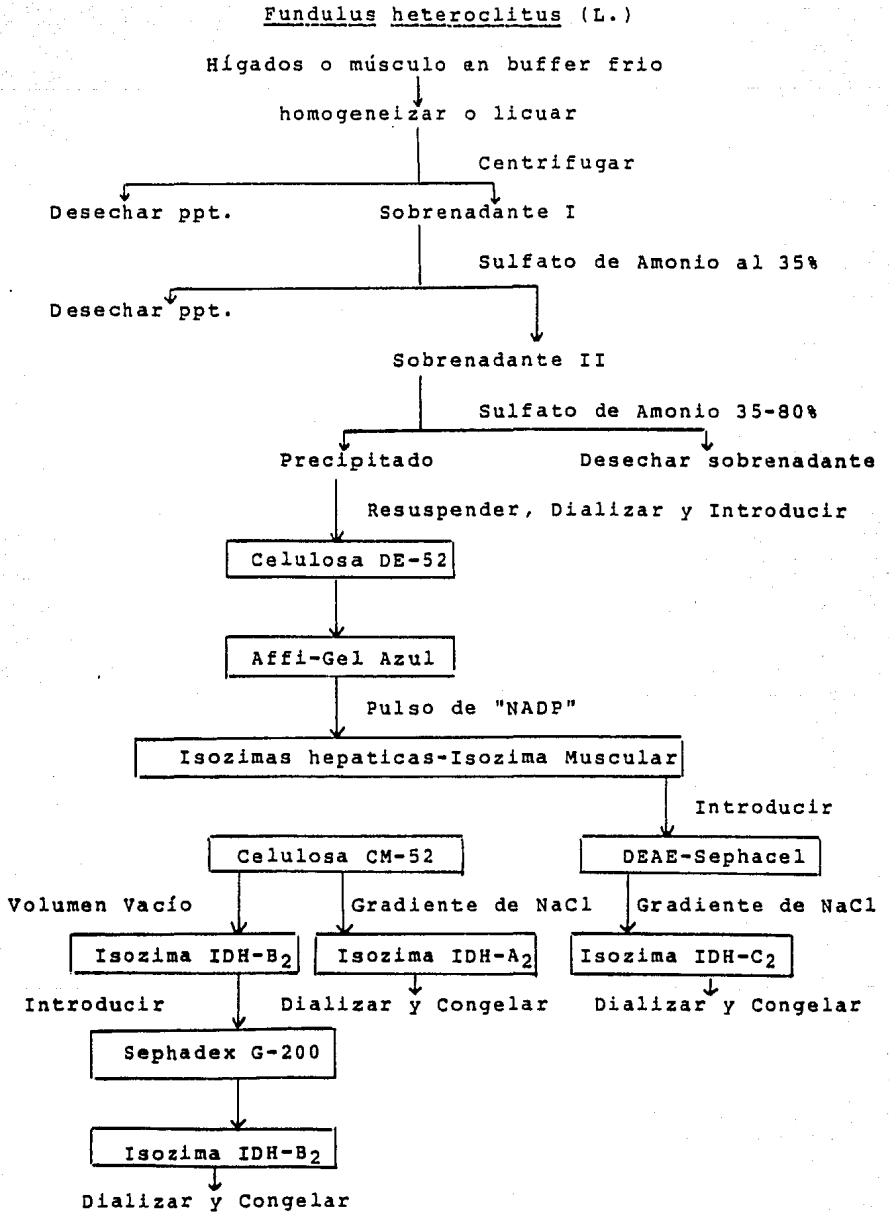 Fundulus heteroclitus (L.)
Hígados o músculo an buffer frio
homogeneizar o licuar
Centrifugar
Desechar ppt. Sobrenadante I
Sulfato de Amonio al 35%
Desechar ppt.
Sobrenadante II
Sulfato de Amonio 35-80%
Precipitado Desechar sobrenadante
Resuspender, Dializar y Introducir
Celulosa DE-52
Affi-Gel Azul
Pulso de "NADP"
Isozimas hepaticas-Isozima Muscular
Introducir
Celulosa CM-52 DEAE-Sephacel
Volumen Vacío Gradiente de NaCl Gradiente de NaCl
Isozima IDH-B2 Isozima IDH-A2 Isozima IDH-C2
Introducir Dializar y Congelar Dializar y Congelar
Sephadex G-200
Isozima IDH-B2
Dializar y Congelar